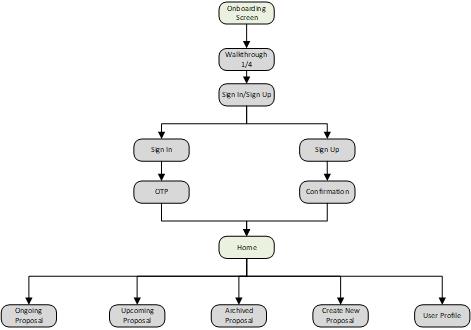 Onboarding
Screen
Walkthrough
1/4
Sign In/Sign Up
Sign In
Sign Up
OTP
Confirmation
Home
Ongoing
Proposal
Upcoming
Proposal
Archived
Proposal
Create New
Proposal
User Profile